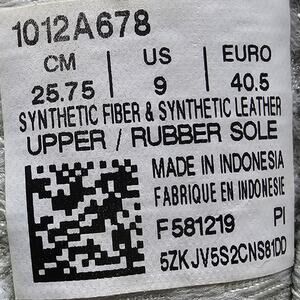 1012A678
CM US EURO
25.75 9 40.5
SYNTHETIC FIBER & SYNTHETIC LEATHER
UPPER / RUBBER SOLE
MADE IN INDONESIA
FABRIQUE EN INDONESIE
F581219 PI
5ZKJV5S2CNS81DD